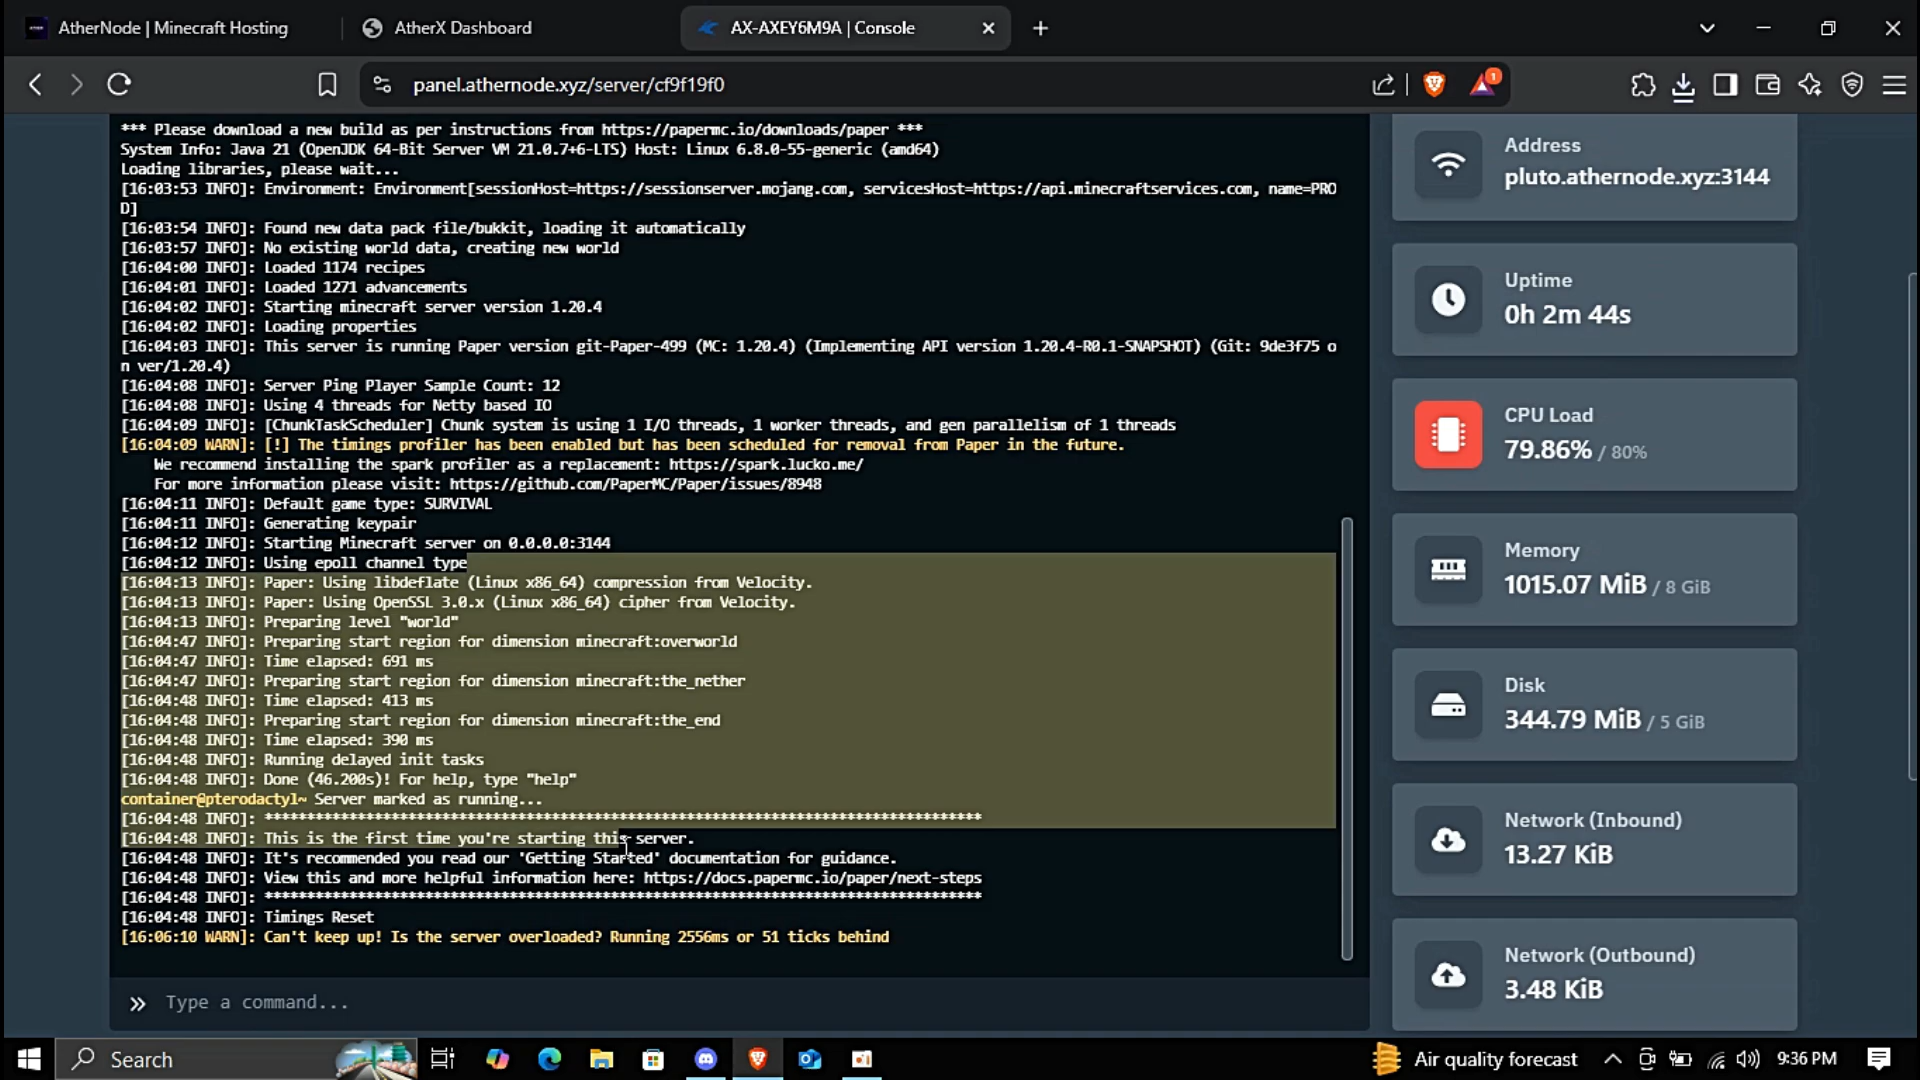 AtherNode | Minecraft Hosting
AtherX Dashboard
AX-AXEY6M9A | Console
panel.athernode.xyz/server/cf9f19f0
1
*** Please download a new build as per instructions from https://papermc.io/downloads/paper ***
System Info: Java 21 (OpenJDK 64-Bit Server VM 21.0.7+6-LTS) Host: Linux 6.8.0-55-generic (amd64)
Loading libraries, please wait...
[16:03:53 INFO]: Environment: Environment[sessionHost=https://sessionserver.mojang.com, servicesHost=https://api.minecraftservices.com, name=PRO
D]
[16:03:54 INFO]: Found new data pack file/bukkit, loading it automatically
[16:03:57 INFO]: No existing world data, creating new world
[16:04:00 INFO]: Loaded 1174 recipes
[16:04:01 INFO]: Loaded 1271 advancements
[16:04:02 INFO]: Starting minecraft server version 1.20.4
[16:04:02 INFO]: Loading properties
[16:04:03 INFO]: This server is running Paper version git-Paper-499 (MC: 1.20.4) (Implementing API version 1.20.4-R0.1-SNAPSHOT) (Git: 9de3f75 o
n ver/1.20.4)
[16:04:08 INFO]: Server Ping Player Sample Count: 12
[16:04:08 INFO]: Using 4 threads for Netty based IO
[16:04:09 INFO]: [ChunkTaskScheduler] Chunk system is using 1 I/O threads, 1 worker threads, and gen parallelism of 1 threads
[16:04:09 WARN]: [!] The timings profiler has been enabled but has been scheduled for removal from Paper in the future.
We recommend installing the spark profiler as a replacement: https://spark.lucko.me/
For more information please visit: https://github.com/PaperMC/Paper/issues/8948
[16:04:11 INFO]: Default game type: SURVIVAL
[16:04:11 INFO]: Generating keypair
[16:04:12 INFO]: Starting Minecraft server on 0.0.0.0:3144
[16:04:12 INFO]: Using epoll channel type
[16:04:13 INFO]: Paper: Using libdeflate (Linux x86_64) compression from Velocity.
[16:04:13 INFO]: Paper: Using OpenSSL 3.0.x (Linux x86_64) cipher from Velocity.
[16:04:13 INFO]: Preparing level "world"
[16:04:47 INFO]: Preparing start region for dimension minecraft:overworld
[16:04:47 INFO]: Time elapsed: 691 ms
[16:04:47 INFO]: Preparing start region for dimension minecraft:the_nether
[16:04:48 INFO]: Time elapsed: 413 ms
[16:04:48 INFO]: Preparing start region for dimension minecraft:the_end
[16:04:48 INFO]: Time elapsed: 390 ms
[16:04:48 INFO]: Running delayed init tasks
[16:04:48 INFO]: Done (46.200s)! For help, type "help"
container@pterodactyl~ Server marked as running...
[16:04:48 INFO]: *************************************************************************************
[16:04:48 INFO]: This is the first time you're starting this server.
[16:04:48 INFO]: It's recommended you read our 'Getting Started' documentation for guidance.
[16:04:48 INFO]: View this and more helpful information here: https://docs.papermc.io/paper/next-steps
[16:04:48 INFO]: *************************************************************************************
[16:04:48 INFO]: Timings Reset
[16:06:10 WARN]: Can't keep up! Is the server overloaded? Running 2556ms or 51 ticks behind
Type a command...
Address
pluto.athernode.xyz:3144
Uptime
0h 2m 44s
CPU Load
79.86% / 80%
Memory
1015.07 MiB / 8 GiB
Disk
344.79 MiB / 5 GiB
Network (Inbound)
13.27 KiB
Network (Outbound)
3.48 KiB
Search
Air quality forecast
9:36 PM